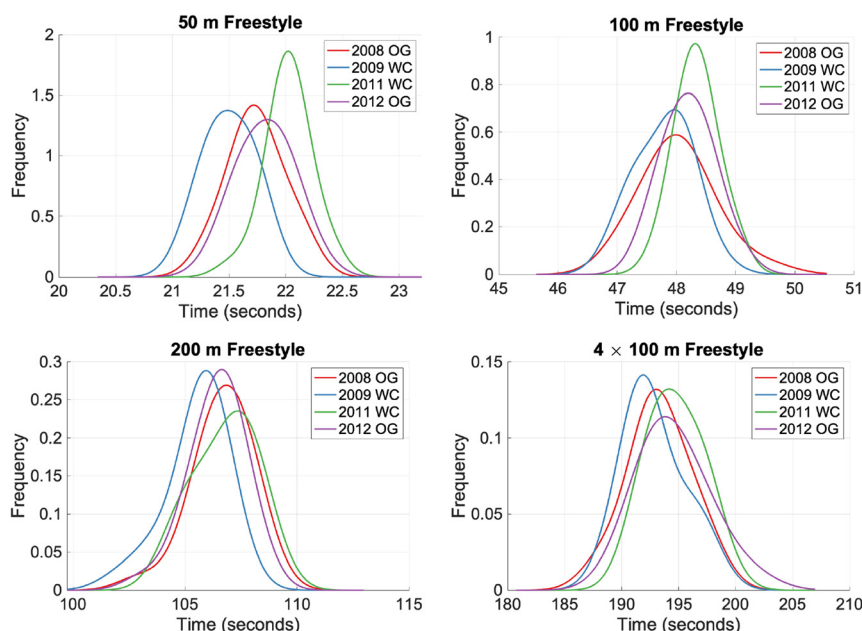 50 m Freestyle
2
1.5
1
0.5
0
Frequency
20
20.5
21
21.5
22
22.5
23
Time (seconds)
2008 OG
2009 WC
2011 WC
2012 OG
100 m Freestyle
1
0.8
0.6
0.4
0.2
0
Frequency
45
46
47
48
49
50
51
Time (seconds)
2008 OG
2009 WC
2011 WC
2012 OG
200 m Freestyle
0.3
0.25
0.2
0.15
0.1
0.05
0
Frequency
100
105
110
115
Time (seconds)
2008 OG
2009 WC
2011 WC
2012 OG
4 × 100 m Freestyle
0.15
0.1
0.05
0
Frequency
180
185
190
195
200
205
210
Time (seconds)
2008 OG
2009 WC
2011 WC
2012 OG